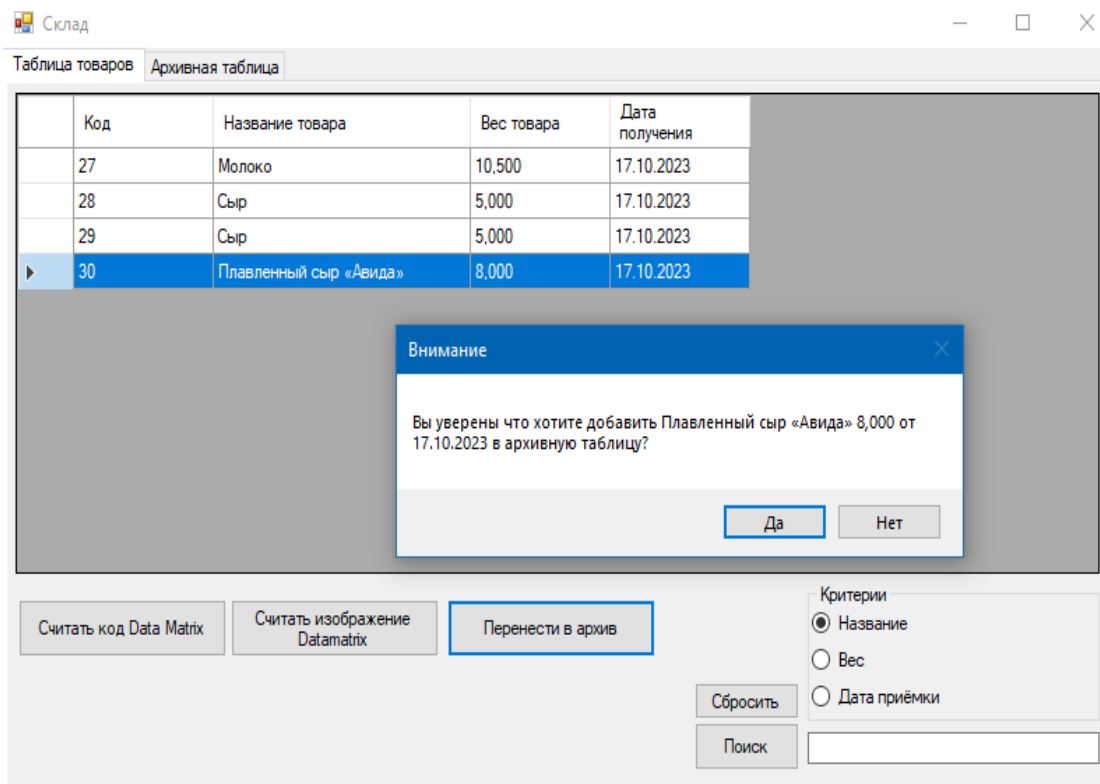 Склад
Таблица товаров Архивная таблица
Код Название товара Вес товара Дата получения
27 Молоко 10,500 17.10.2023
28 Сыр 5,000 17.10.2023
29 Сыр 5,000 17.10.2023
30 Плавленный сыр «Авида» 8,000 17.10.2023
Внимание
Вы уверены что хотите добавить Плавленный сыр «Авида» 8,000 от
17.10.2023 в архивную таблицу?
Да Нет
Считать код Data Matrix
Считать изображение
Datamatrix
Перенести в архив
Критерии
Название
Вес
Дата приёмки
Сбросить
Поиск